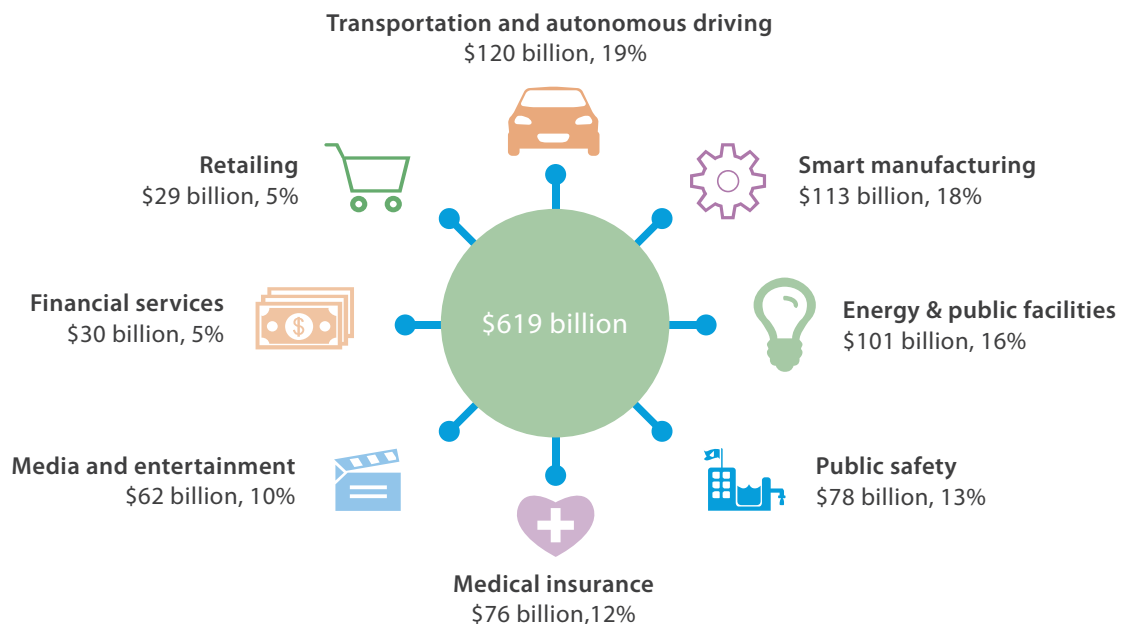 Transportation and autonomous driving
$120 billion, 19%
Retailing
$29 billion, 5%
Smart manufacturing
$113 billion, 18%
Financial services
$30 billion, 5%
$
$619 billion
Energy & public facilities
$101 billion, 16%
Media and entertainment
$62 billion, 10%
Public safety
$78 billion, 13%
Medical insurance
$76 billion,12%